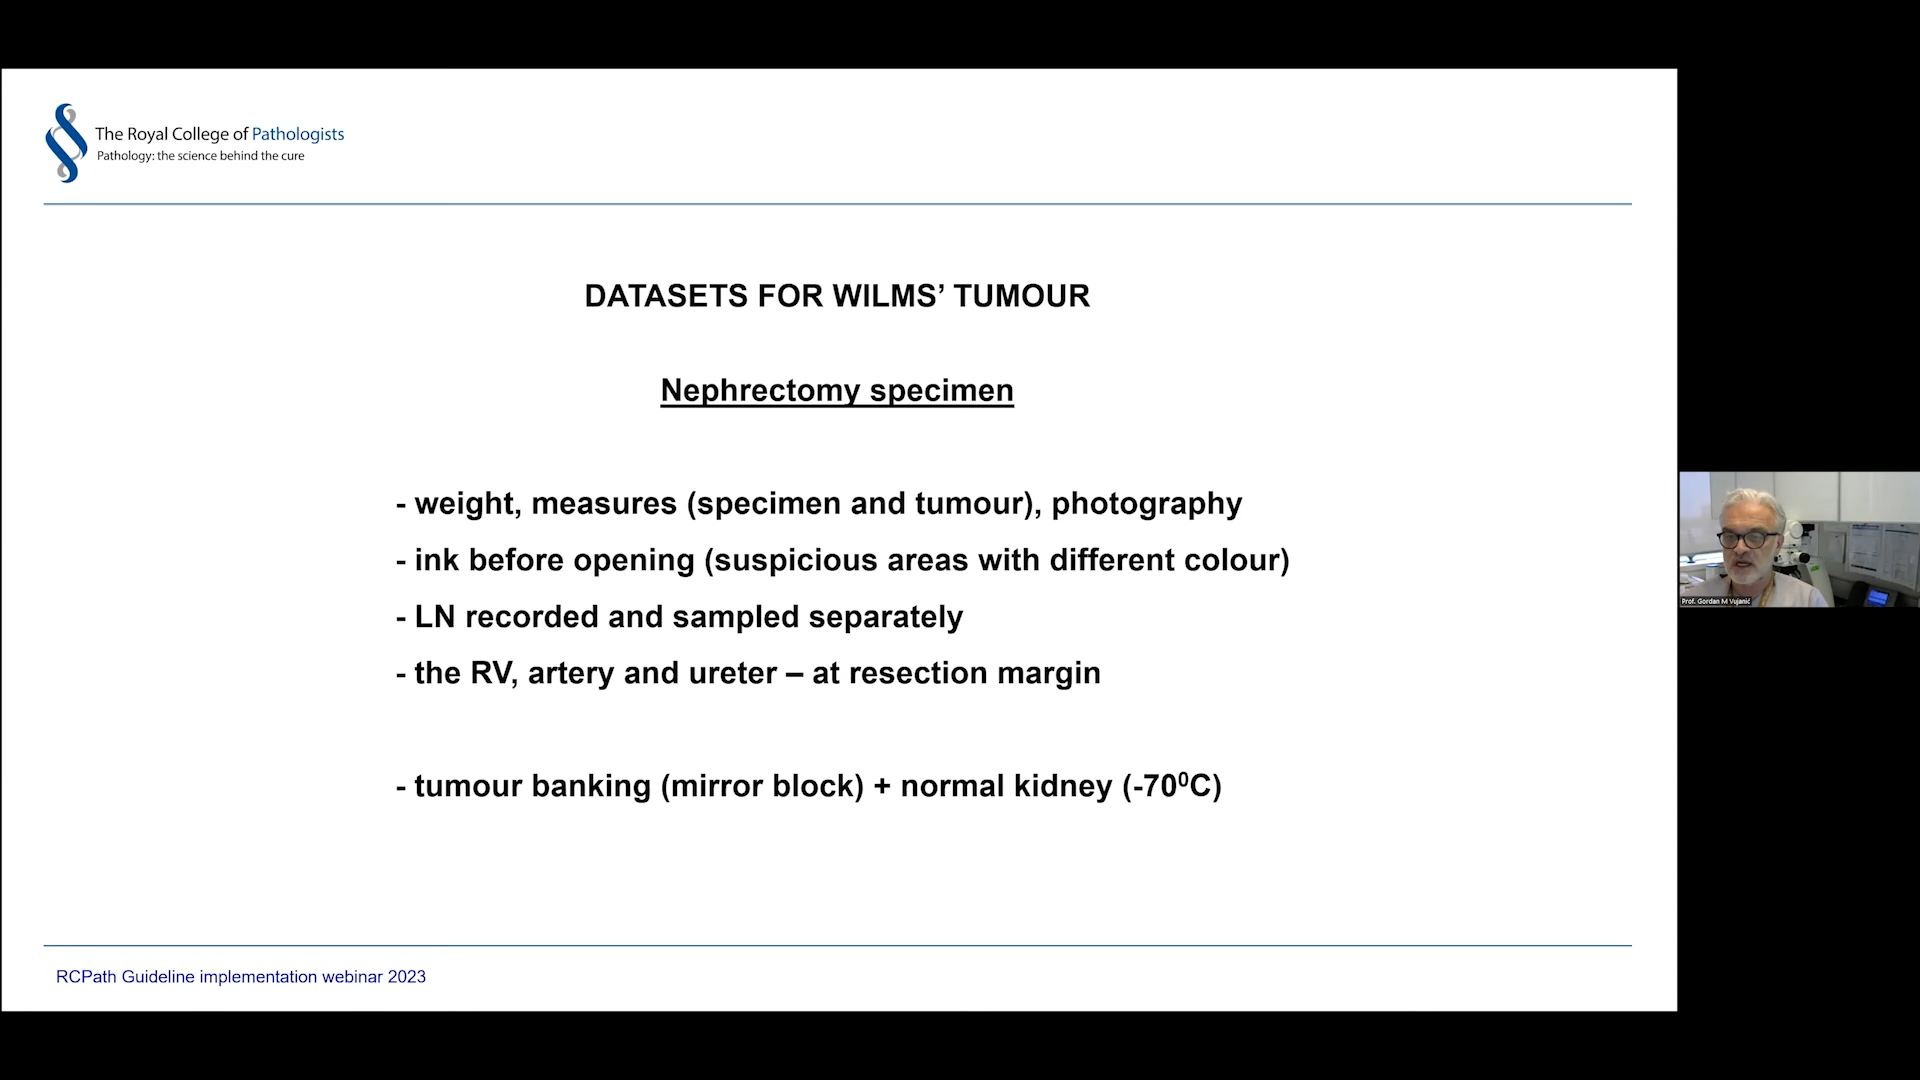 The Royal College of Pathologists
Pathology: the science behind the cure
DATASETS FOR WILMS’ TUMOUR
Nephrectomy specimen
- weight, measures (specimen and tumour), photography
- ink before opening (suspicious areas with different colour)
- LN recorded and sampled separately
- the RV, artery and ureter – at resection margin
- tumour banking (mirror block) + normal kidney (-70⁰C)
RCPath Guideline implementation webinar 2023
Prof. Gordan M Vujanić